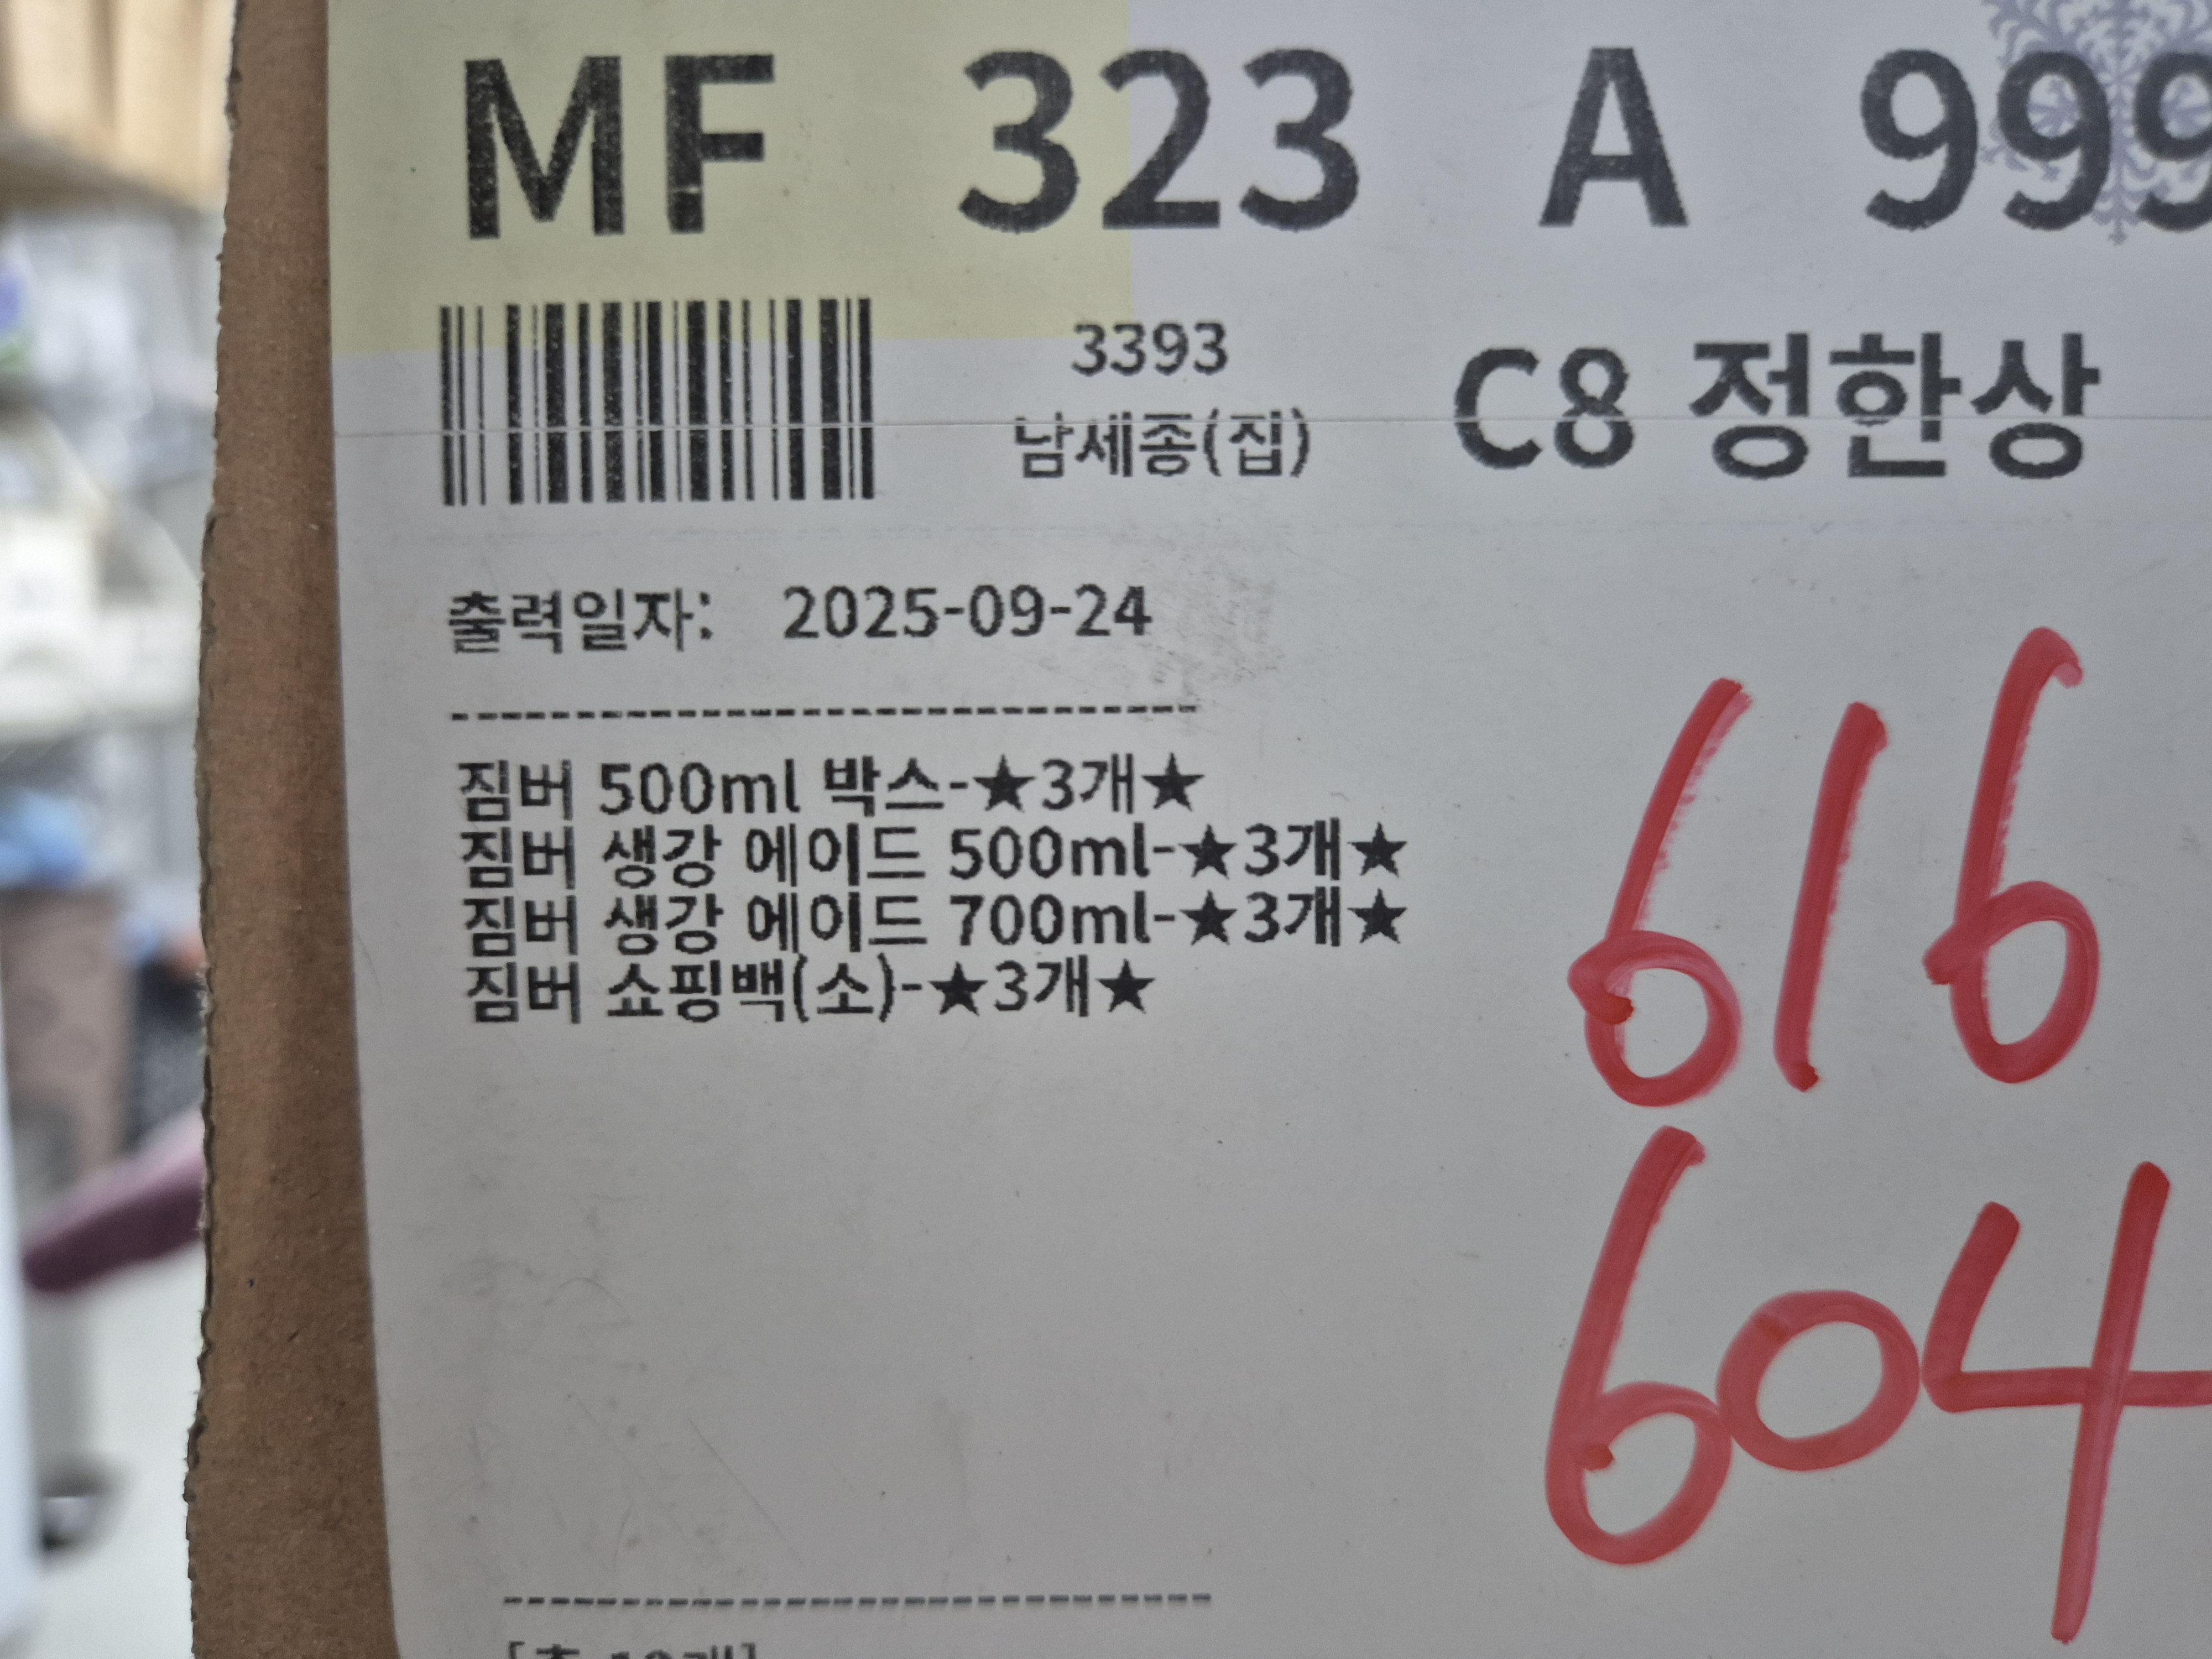 MF 323 A 999
3393
남세종(집)
C8 정한상
출력일자: 2025-09-24
--------------------------------
짐버 500ml 박스-★3개★
짐버 생강 에이드 500ml-★3개★
짐버 생강 에이드 700ml-★3개★
짐버 쇼핑백(소)-★3개★
616
604
--------------------------------